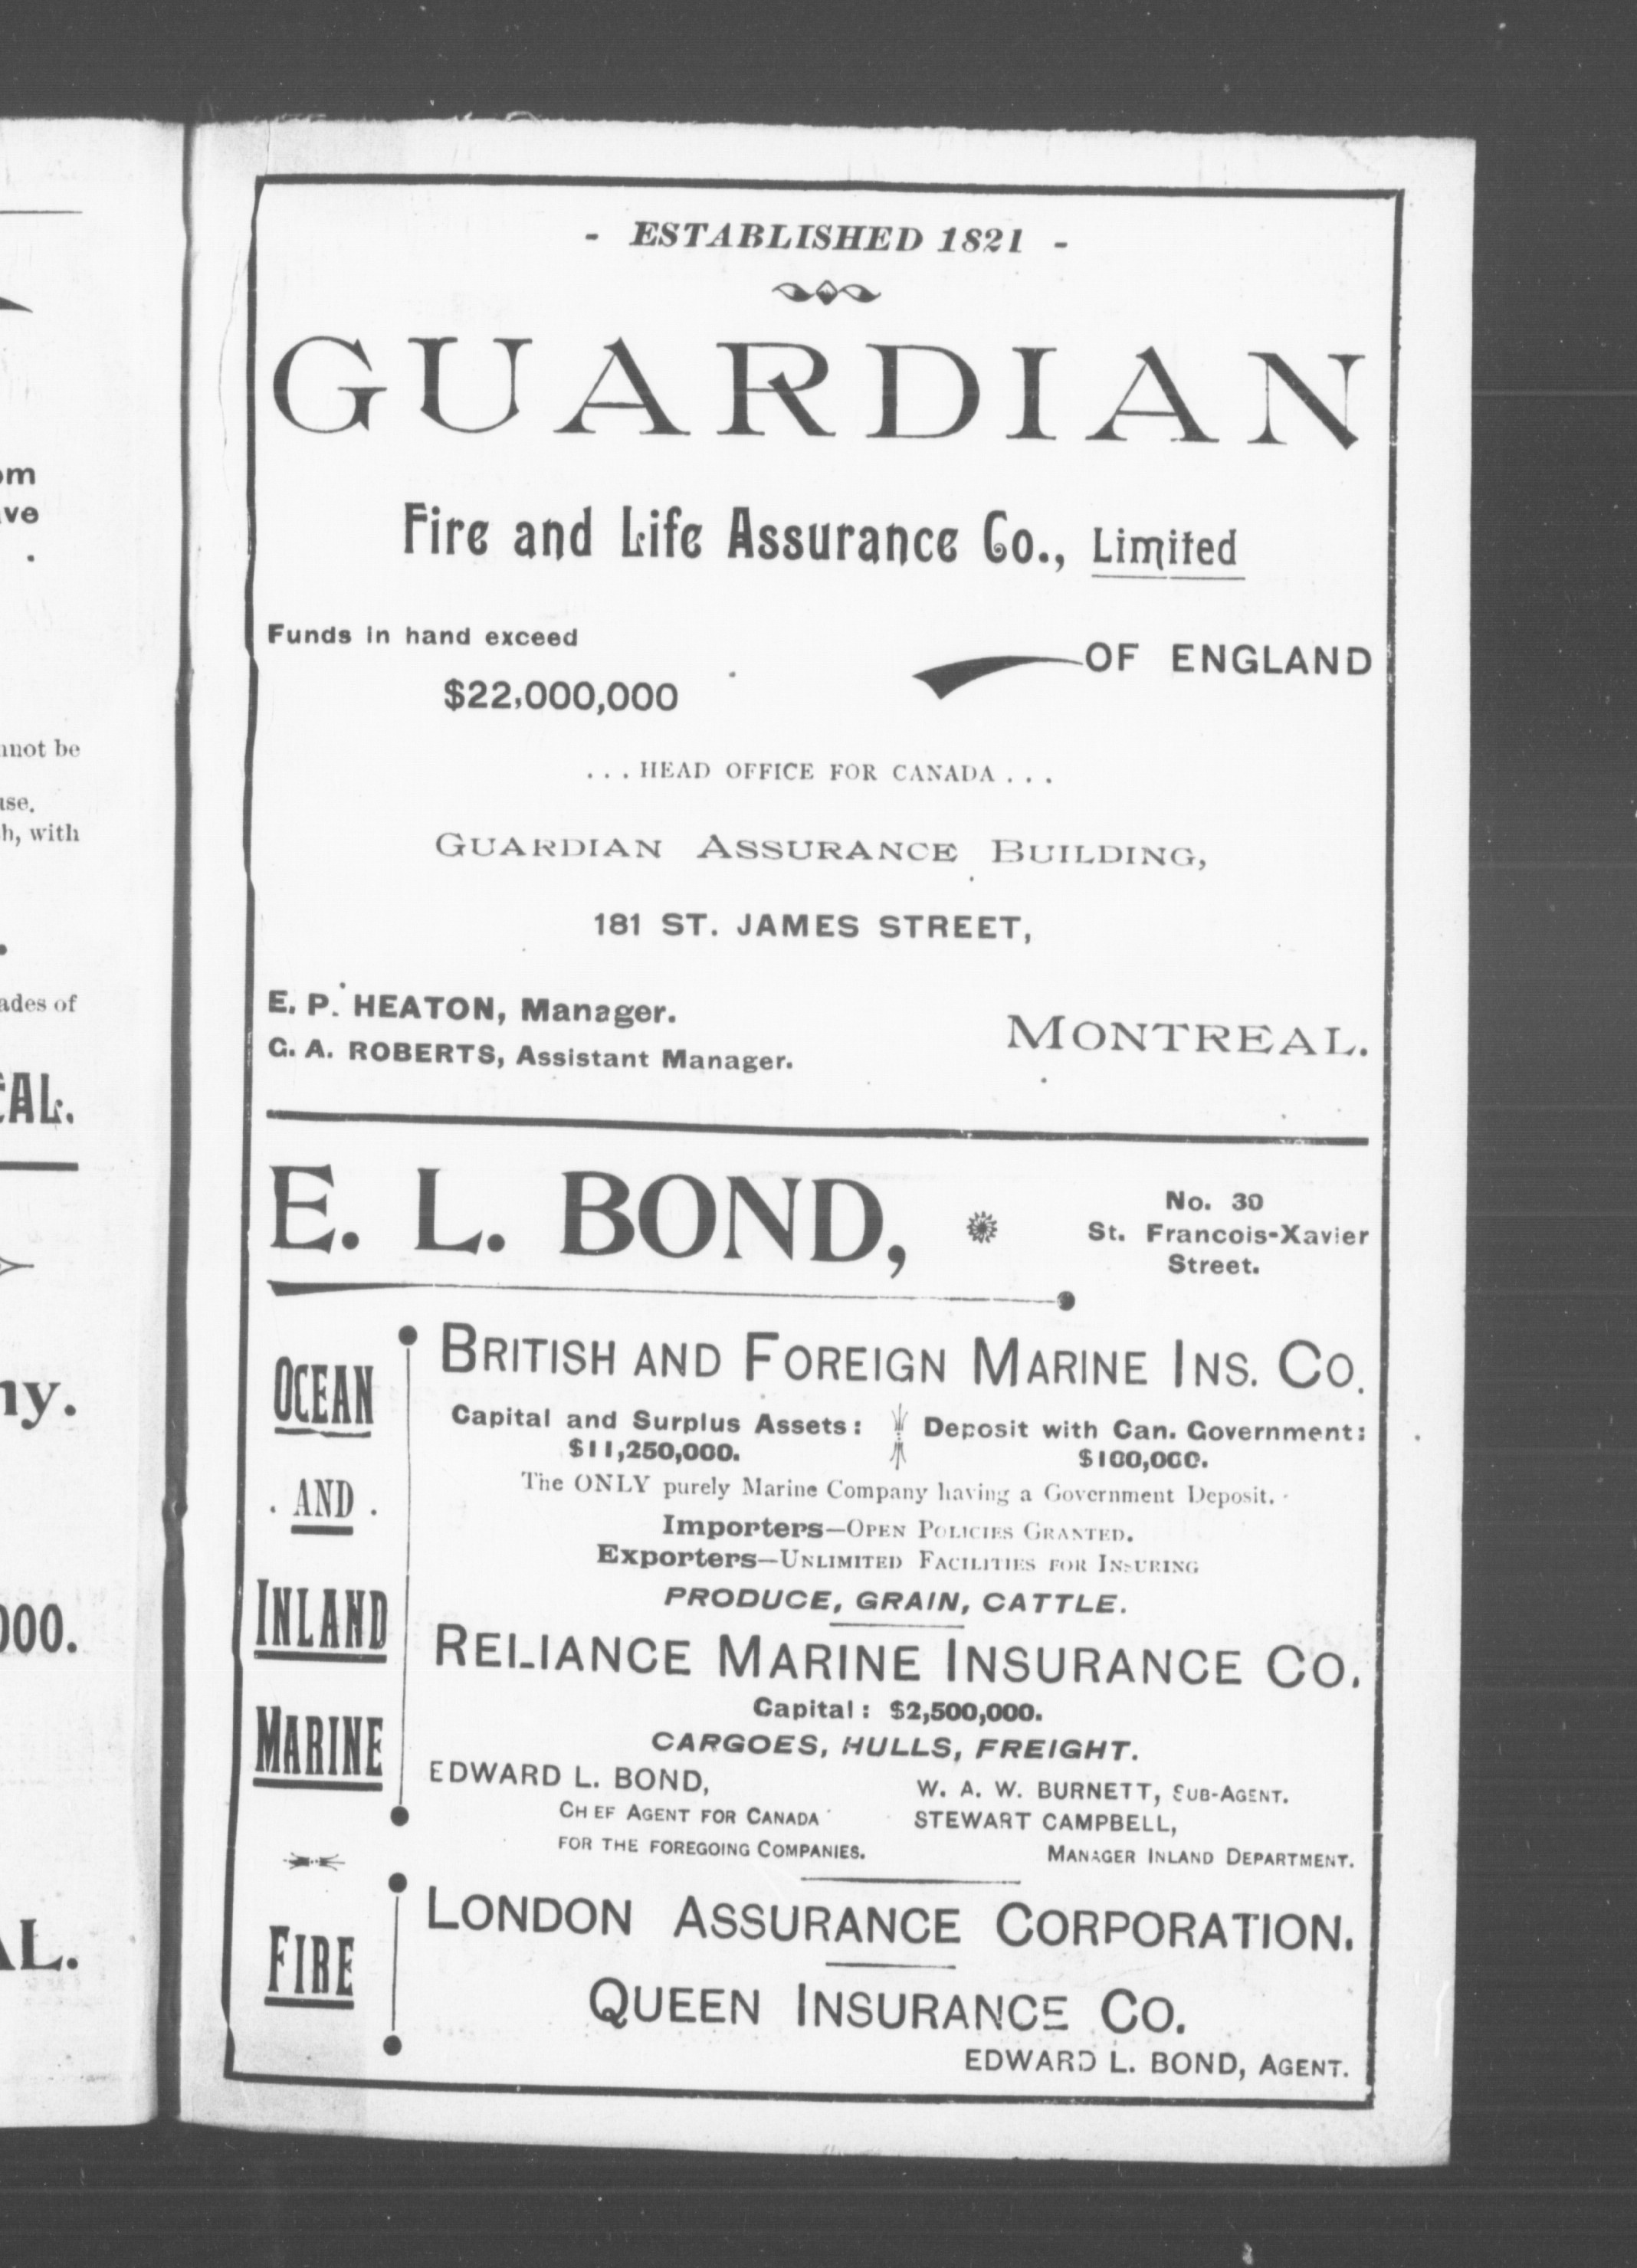 - ESTABLISHED 1821 -
GUARDIAN
Fire and Life Assurance Co., Limited
Funds in hand exceed
$22,000,000
OF ENGLAND
... HEAD OFFICE FOR CANADA ...
GUARDIAN ASSURANCE BUILDING,
181 ST. JAMES STREET,
E. P. HEATON, Manager.
G. A. ROBERTS, Assistant Manager.
MONTREAL.
E. L. BOND,
No. 30
St. Francois-Xavier
Street.
OCEAN
. AND .
INLAND
MARINE
BRITISH AND FOREIGN MARINE INS. CO.
Capital and Surplus Assets:
$11,250,000.
Deposit with Can. Government:
$100,000.
The ONLY purely Marine Company having a Government Deposit.
Importers—OPEN POLICIES GRANTED.
Exporters—UNLIMITED FACILITIES FOR INSURING
PRODUCE, GRAIN, CATTLE.
RELIANCE MARINE INSURANCE CO.
Capital: $2,500,000.
CARGOES, HULLS, FREIGHT.
EDWARD L. BOND,
CHIEF AGENT FOR CANADA
FOR THE FOREGOING COMPANIES.
W. A. W. BURNETT, SUB-AGENT.
STEWART CAMPBELL,
MANAGER INLAND DEPARTMENT.
FIRE
LONDON ASSURANCE CORPORATION.
QUEEN INSURANCE CO.
EDWARD L. BOND, AGENT.